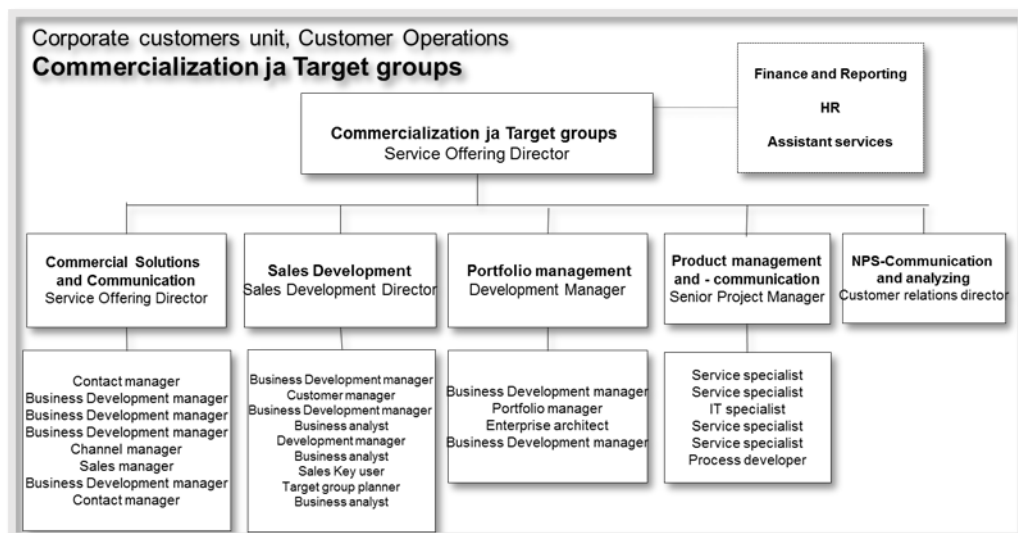 Corporate customers unit, Customer Operations
Commercialization ja Target groups
Finance and Reporting
HR
Assistant services
Commercialization ja Target groups
Service Offering Director
Commercial Solutions
and Communication
Service Offering Director
Sales Development
Sales Development Director
Portfolio management
Development Manager
Product management
and - communication
Senior Project Manager
NPS-Communication
and analyzing
Customer relations director
Contact manager
Business Development manager
Business Development manager
Business Development manager
Channel manager
Sales manager
Business Development manager
Contact manager
Business Development manager
Customer manager
Business Development manager
Business analyst
Development manager
Business analyst
Sales Key user
Target group planner
Business analyst
Business Development manager
Portfolio manager
Enterprise architect
Business Development manager
Service specialist
Service specialist
IT specialist
Service specialist
Service specialist
Process developer